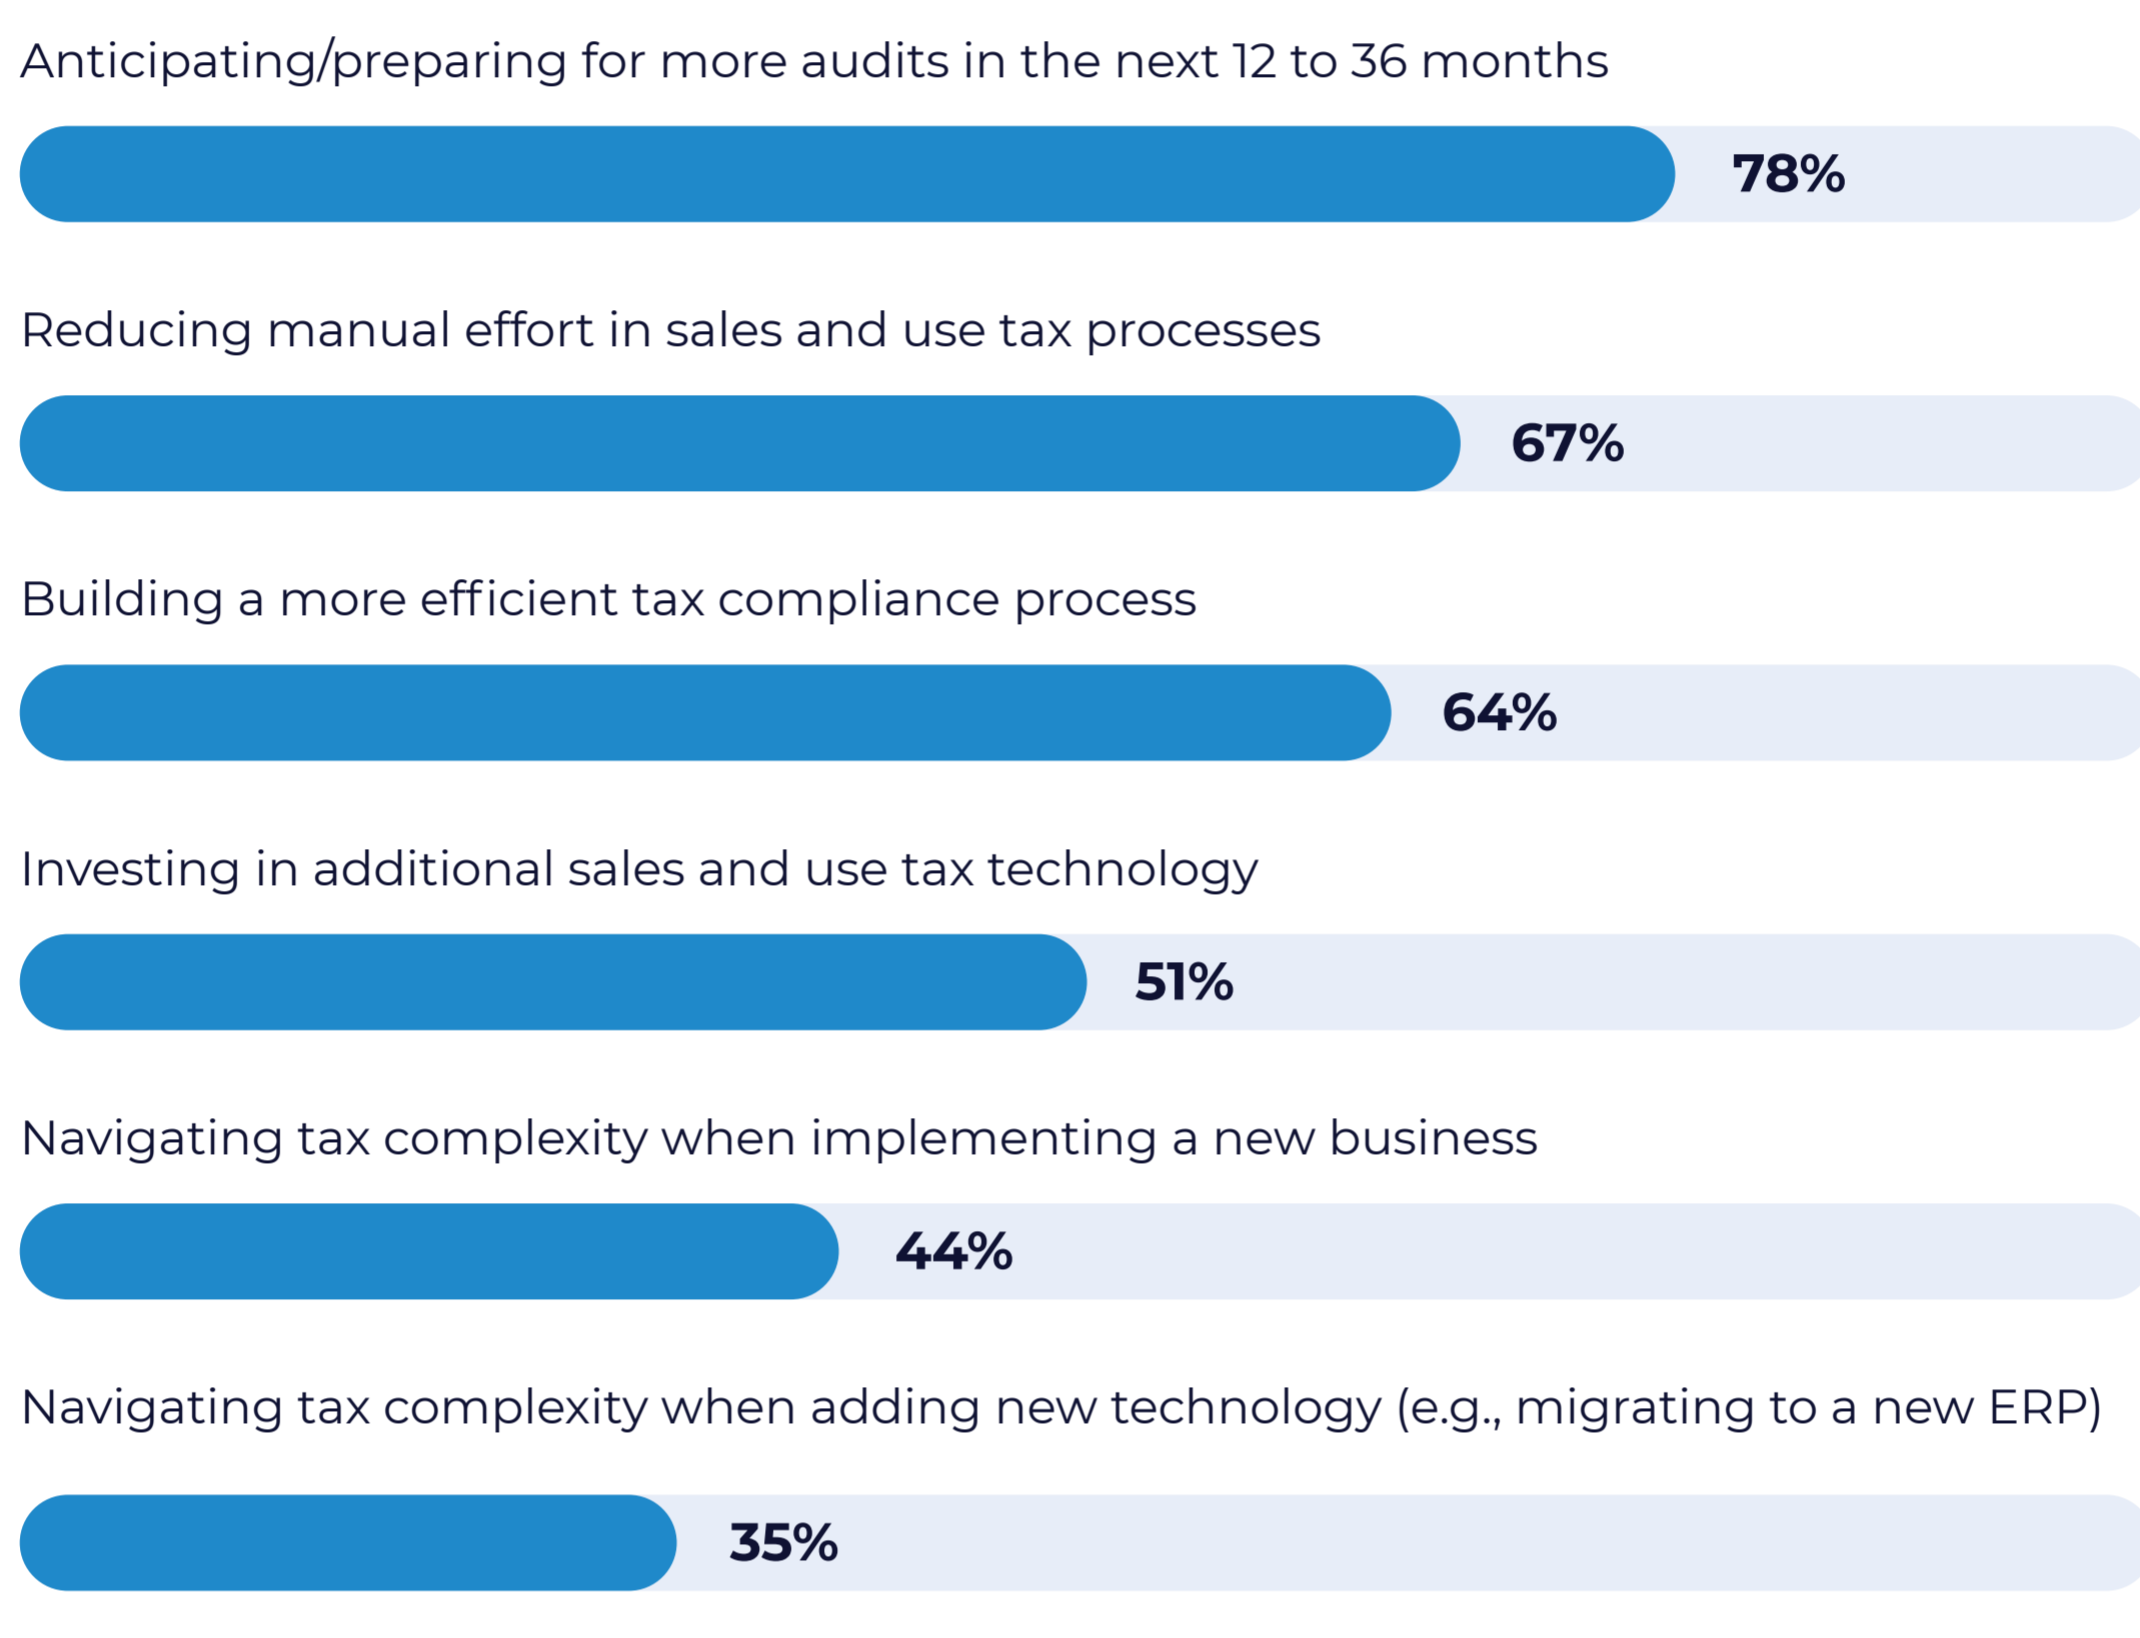 Anticipating/preparing for more audits in the next 12 to 36 months
78%
Reducing manual effort in sales and use tax processes
67%
Building a more efficient tax compliance process
64%
Investing in additional sales and use tax technology
51%
Navigating tax complexity when implementing a new business
44%
Navigating tax complexity when adding new technology (e.g., migrating to a new ERP)
35%